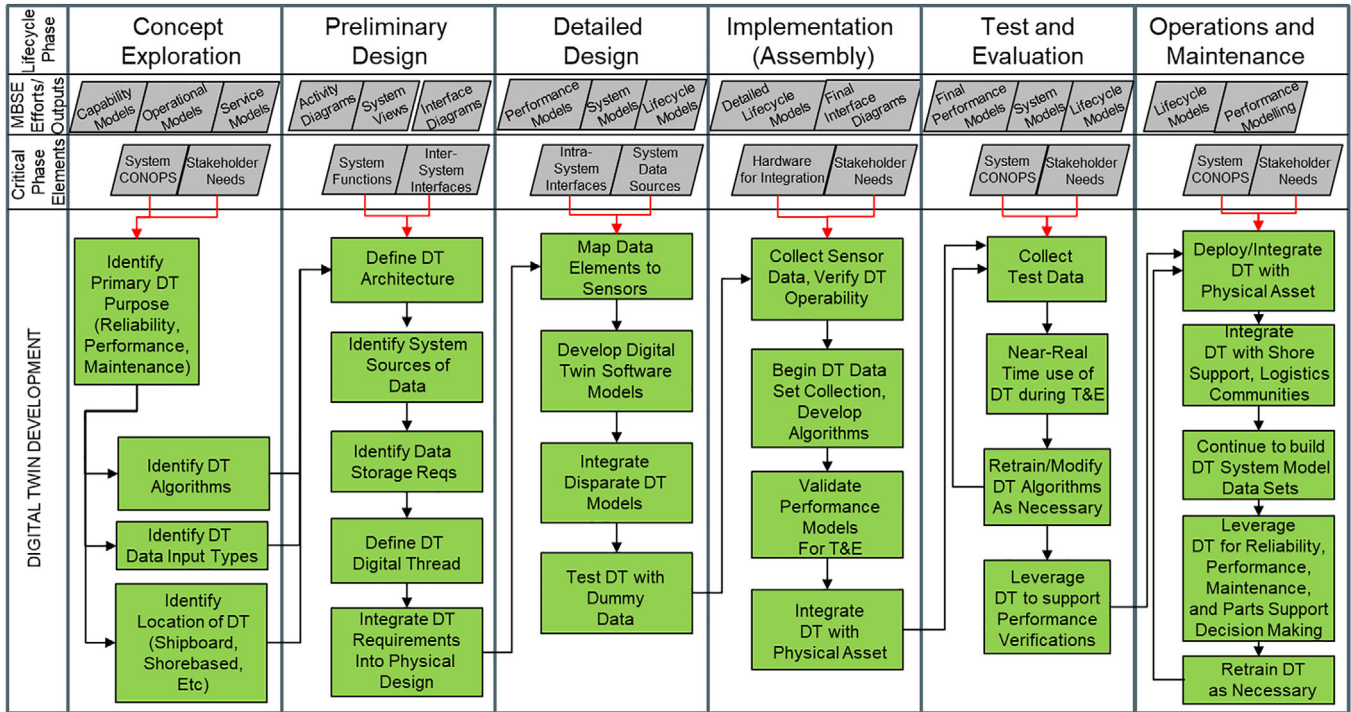 Lifecycle
Phase
Concept
Exploration
Preliminary
Design
Detailed
Design
Implementation
(Assembly)
Test and
Evaluation
Operations and
Maintenance
MBSE
Efforts/
Outputs
Capability
Models
Operational
Models
Service
Models
Activity
Diagrams
System
Views
Interface
Diagrams
Performance
Models
System
Models
Lifecycle
Models
Detailed
Lifecycle
Models
Final
Interface
Diagrams
Final
Performance
Models
System
Models
Lifecycle
Models
Lifecycle
Models
Performance
Modelling
Critical
Phase
Elements
System
CONOPS
Stakeholder
Needs
System
Functions
Inter-
System
Interfaces
Intra-
System
Interfaces
System
Data
Sources
Hardware
for Integration
Stakeholder
Needs
System
CONOPS
Stakeholder
Needs
System
CONOPS
Stakeholder
Needs
DIGITAL TWIN DEVELOPMENT
Identify
Primary DT
Purpose
(Reliability,
Performance,
Maintenance)
Identify DT
Algorithms
Identify DT
Data Input Types
Identify
Location of DT
(Shipboard,
Shorebased,
Etc)
Define DT
Architecture
Identify System
Sources of
Data
Identify Data
Storage Reqs
Define DT
Digital Thread
Integrate DT
Requirements
Into Physical
Design
Map Data
Elements to
Sensors
Develop Digital
Twin Software
Models
Integrate
Disparate DT
Models
Test DT with
Dummy
Data
Collect Sensor
Data, Verify DT
Operability
Begin DT Data
Set Collection,
Develop
Algorithms
Validate
Performance
Models
For T&E
Integrate
DT with
Physical Asset
Collect
Test Data
Near-Real
Time use of
DT during T&E
Retrain/Modify
DT Algorithms
As Necessary
Leverage
DT to support
Performance
Verifications
Deploy/Integrate
DT with
Physical Asset
Integrate
DT with Shore
Support, Logistics
Communities
Continue to build
DT System Model
Data Sets
Leverage
DT for Reliability,
Performance,
Maintenance,
and Parts Support
Decision Making
Retrain DT
as Necessary